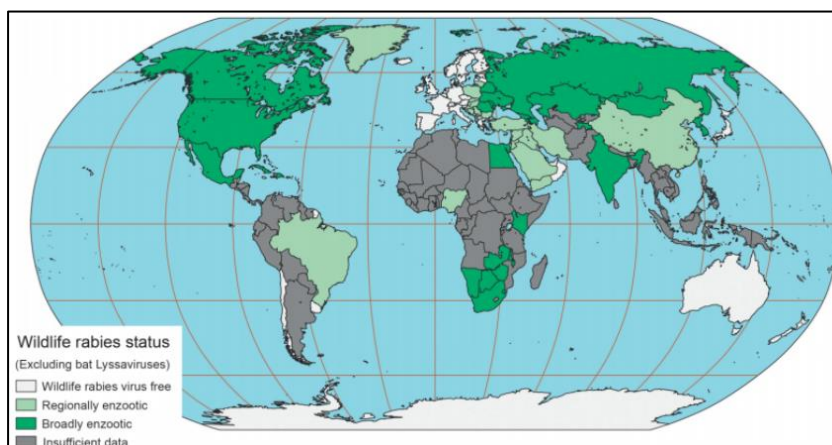 Wildlife rabies status
(Excluding bat Lyssaviruses)
Wildlife rabies virus free
Regionally enzootic
Broadly enzootic
Insufficient data